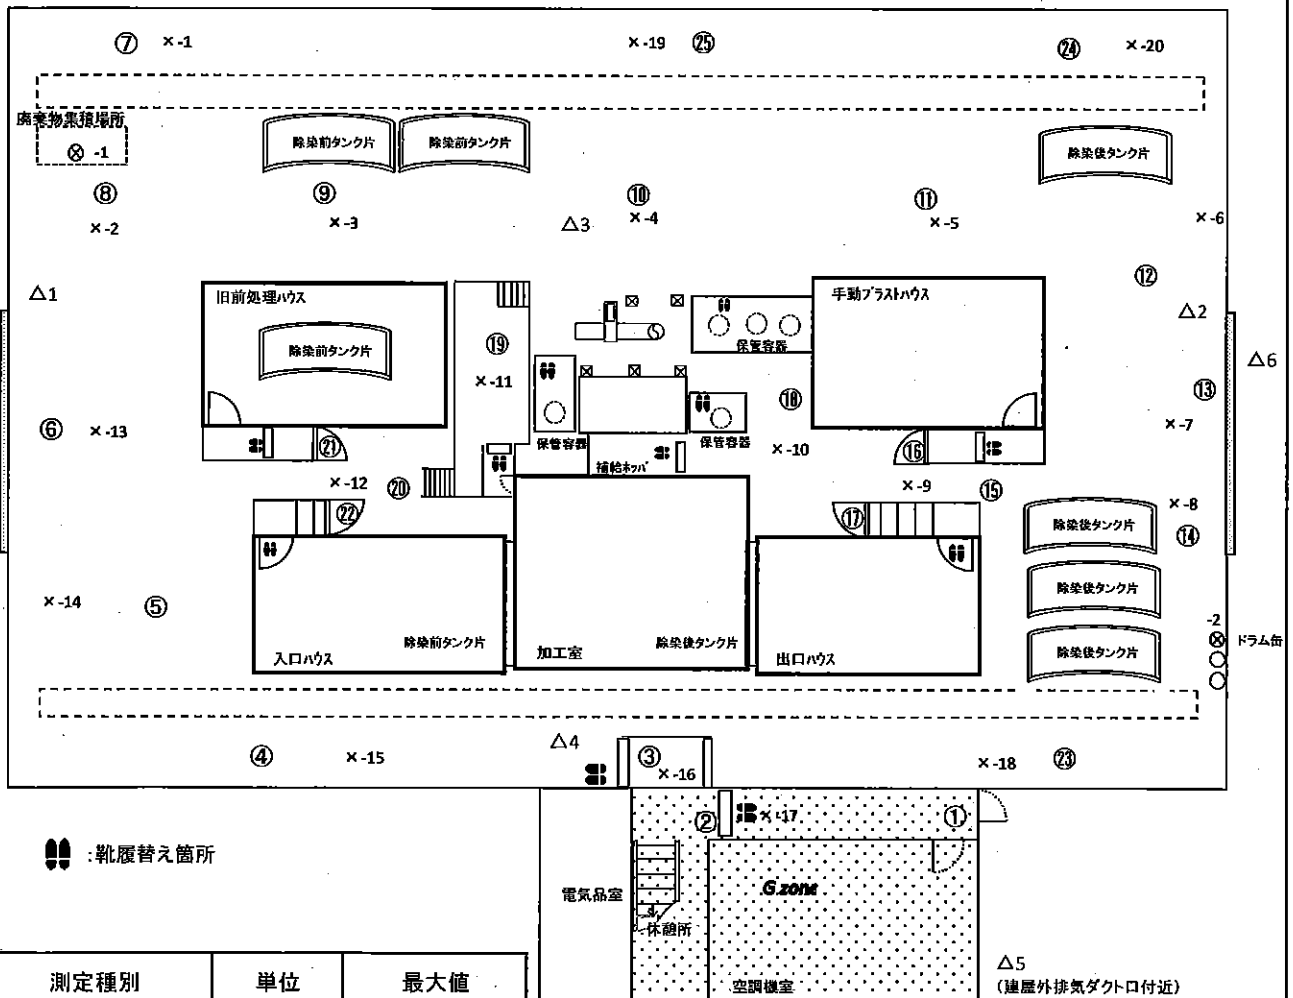 ⑦ ×-1 ×-19 ㉕ ㉔ ×-20
廃棄物集積場所
⊗ -1
除染前タンク片 除染前タンク片 除染後タンク片
⑧ ⑨ ⑩ ⑪
×-2 ×-3 △3 ×-4 ×-5 ×-6
⑫
△1 旧前処理ハウス 手動ブラストハウス
△2
除染前タンク片 ⑲ 保管容器 △6
×-11 ⑱ ⑬
⑥ ×-13 ×-7
㉑ 保管容器 保管容器 ×-10 ⑯
補給ホッパ
×-12 ⑳ ×-9 ⑮ ×-8
㉒ ⑰ 除染後タンク片 ⑭
除染後タンク片
×-14 ⑤
-2
除染前タンク片 除染後タンク片 除染後タンク片 ⊗ ドラム缶
入口ハウス 加工室 出口ハウス
④ ×-15 △4 ③ ×-16 ×-18 ㉓
② ×-17 ①
:靴履替え箇所
電気品室 G.zone
休憩所
測定種別 単位 最大値
空調機室
△5
(建屋外排気ダクト口付近)